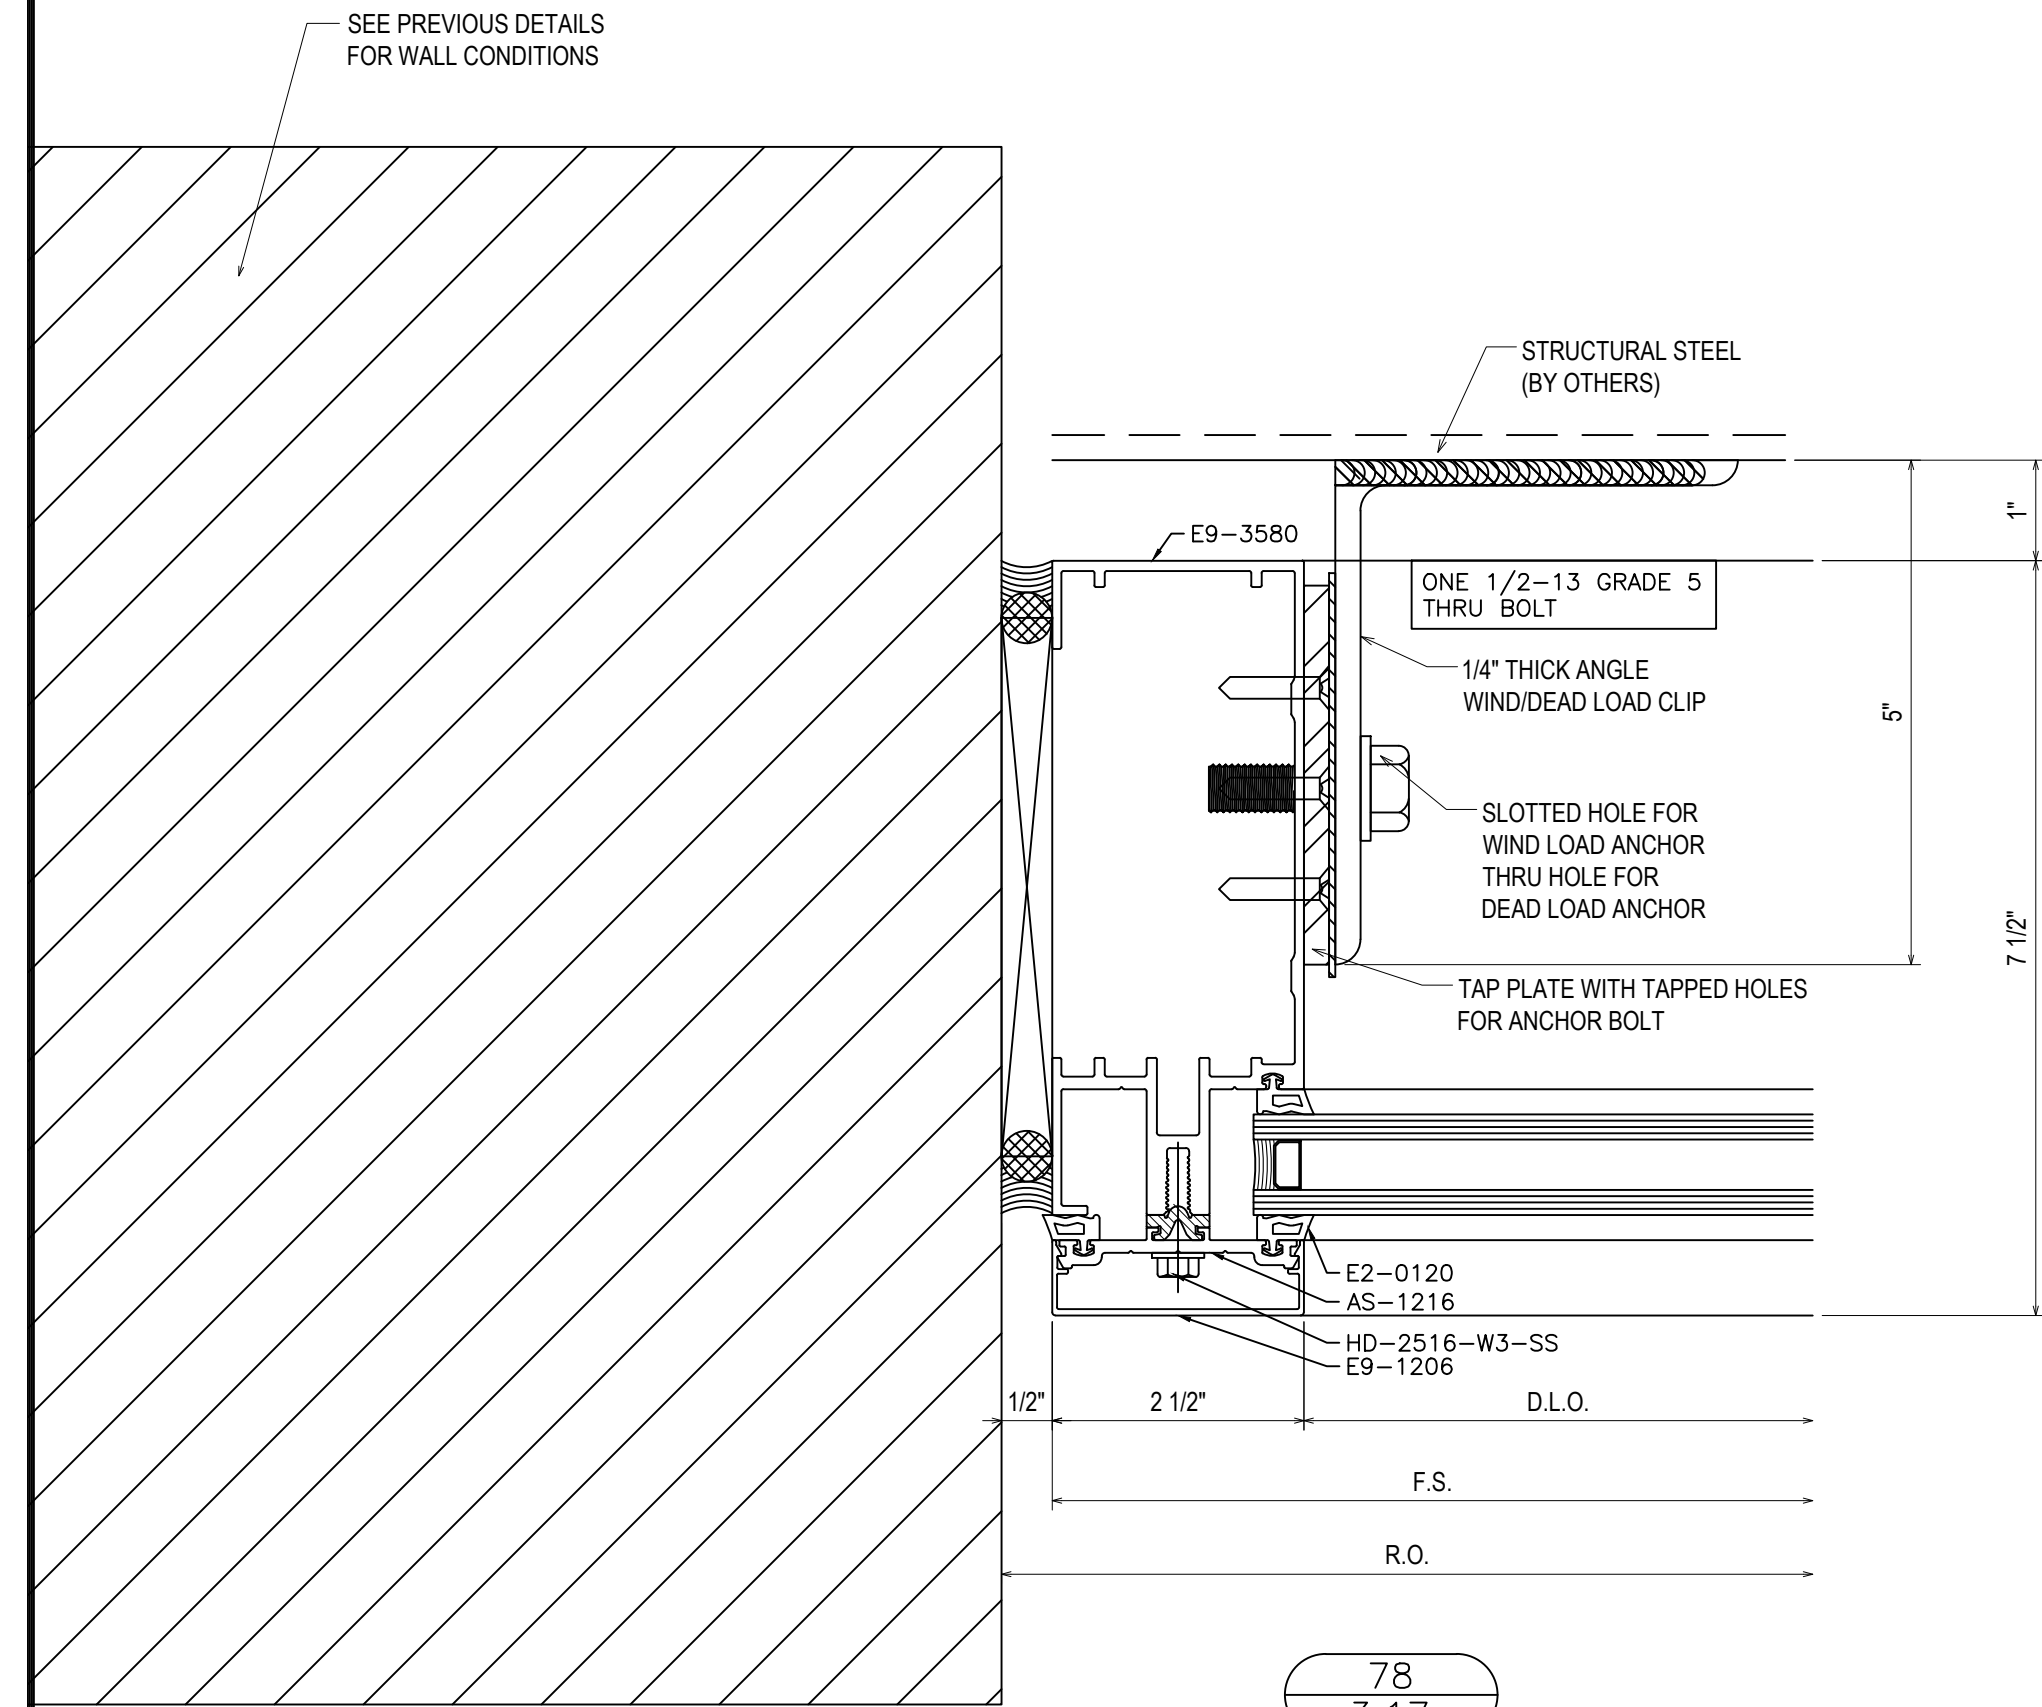 SEE PREVIOUS DETAILS
FOR WALL CONDITIONS
STRUCTURAL STEEL
(BY OTHERS)
1"
E9-3580
ONE 1/2-13 GRADE 5
THRU BOLT
1/4" THICK ANGLE
WIND/DEAD LOAD CLIP
5"
SLOTTED HOLE FOR
WIND LOAD ANCHOR
THRU HOLE FOR
DEAD LOAD ANCHOR
7 1/2"
TAP PLATE WITH TAPPED HOLES
FOR ANCHOR BOLT
E2-0120
AS-1216
HD-2516-W3-SS
E9-1206
1/2"
2 1/2"
D.L.O.
F.S.
R.O.
78